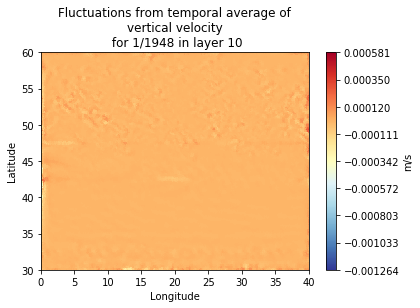 Fluctuations from temporal average of
vertical velocity
for 1/1948 in layer 10
60
55
50
45
40
35
30
Latitude
0 5 10 15 20 25 30 35 40
Longitude
0.000581
0.000350
0.000120
−0.000111
−0.000342
−0.000572
−0.000803
−0.001033
−0.001264
m/s